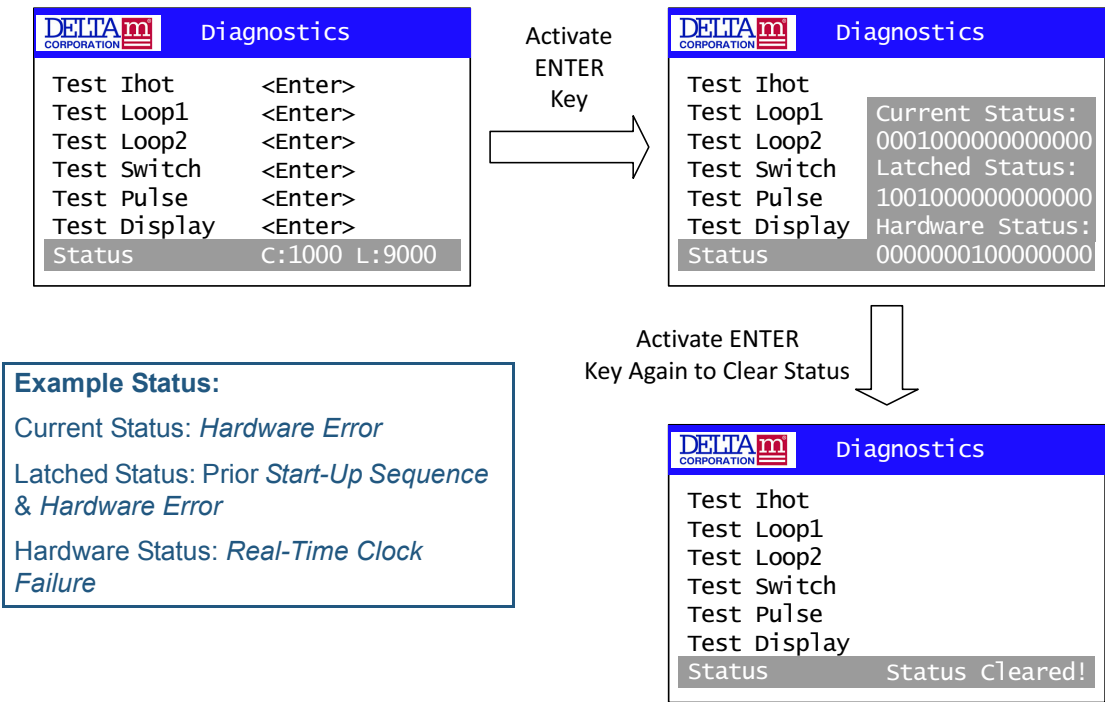 DELTA m
CORPORATION
Diagnostics
Test Ihot <Enter>
Test Loop1 <Enter>
Test Loop2 <Enter>
Test Switch <Enter>
Test Pulse <Enter>
Test Display <Enter>
Status C:1000 L:9000
Activate
ENTER
Key
DELTA m
CORPORATION
Diagnostics
Test Ihot
Test Loop1 Current Status:
Test Loop2 0001000000000000
Test Switch Latched Status:
Test Pulse 1001000000000000
Test Display Hardware Status:
Status 0000000100000000
Activate ENTER
Key Again to Clear Status
Example Status:
Current Status: Hardware Error
Latched Status: Prior Start-Up Sequence
& Hardware Error
Hardware Status: Real-Time Clock
Failure
DELTA m
CORPORATION
Diagnostics
Test Ihot
Test Loop1
Test Loop2
Test Switch
Test Pulse
Test Display
Status Status Cleared!